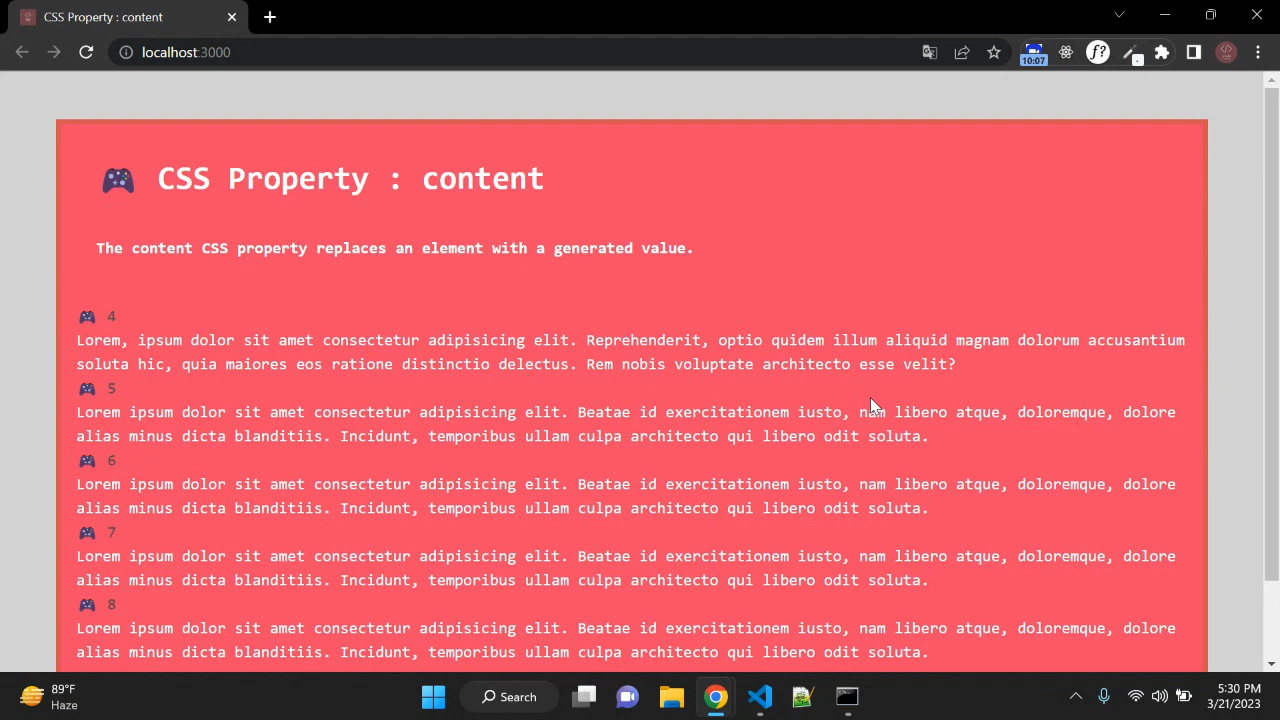 CSS Property : content
localhost:3000
10:07
f?
CSS Property : content
The content CSS property replaces an element with a generated value.
4
Lorem, ipsum dolor sit amet consectetur adipisicing elit. Reprehenderit, optio quidem illum aliquid magnam dolorum accusantium
soluta hic, quia maiores eos ratione distinctio delectus. Rem nobis voluptate architecto esse velit?
5
Lorem ipsum dolor sit amet consectetur adipisicing elit. Beatae id exercitationem iusto, nam libero atque, doloremque, dolore
alias minus dicta blanditiis. Incidunt, temporibus ullam culpa architecto qui libero odit soluta.
6
Lorem ipsum dolor sit amet consectetur adipisicing elit. Beatae id exercitationem iusto, nam libero atque, doloremque, dolore
alias minus dicta blanditiis. Incidunt, temporibus ullam culpa architecto qui libero odit soluta.
7
Lorem ipsum dolor sit amet consectetur adipisicing elit. Beatae id exercitationem iusto, nam libero atque, doloremque, dolore
alias minus dicta blanditiis. Incidunt, temporibus ullam culpa architecto qui libero odit soluta.
8
Lorem ipsum dolor sit amet consectetur adipisicing elit. Beatae id exercitationem iusto, nam libero atque, doloremque, dolore
alias minus dicta blanditiis. Incidunt, temporibus ullam culpa architecto qui libero odit soluta.
89°F
Haze
Search
5:30 PM
3/21/2023